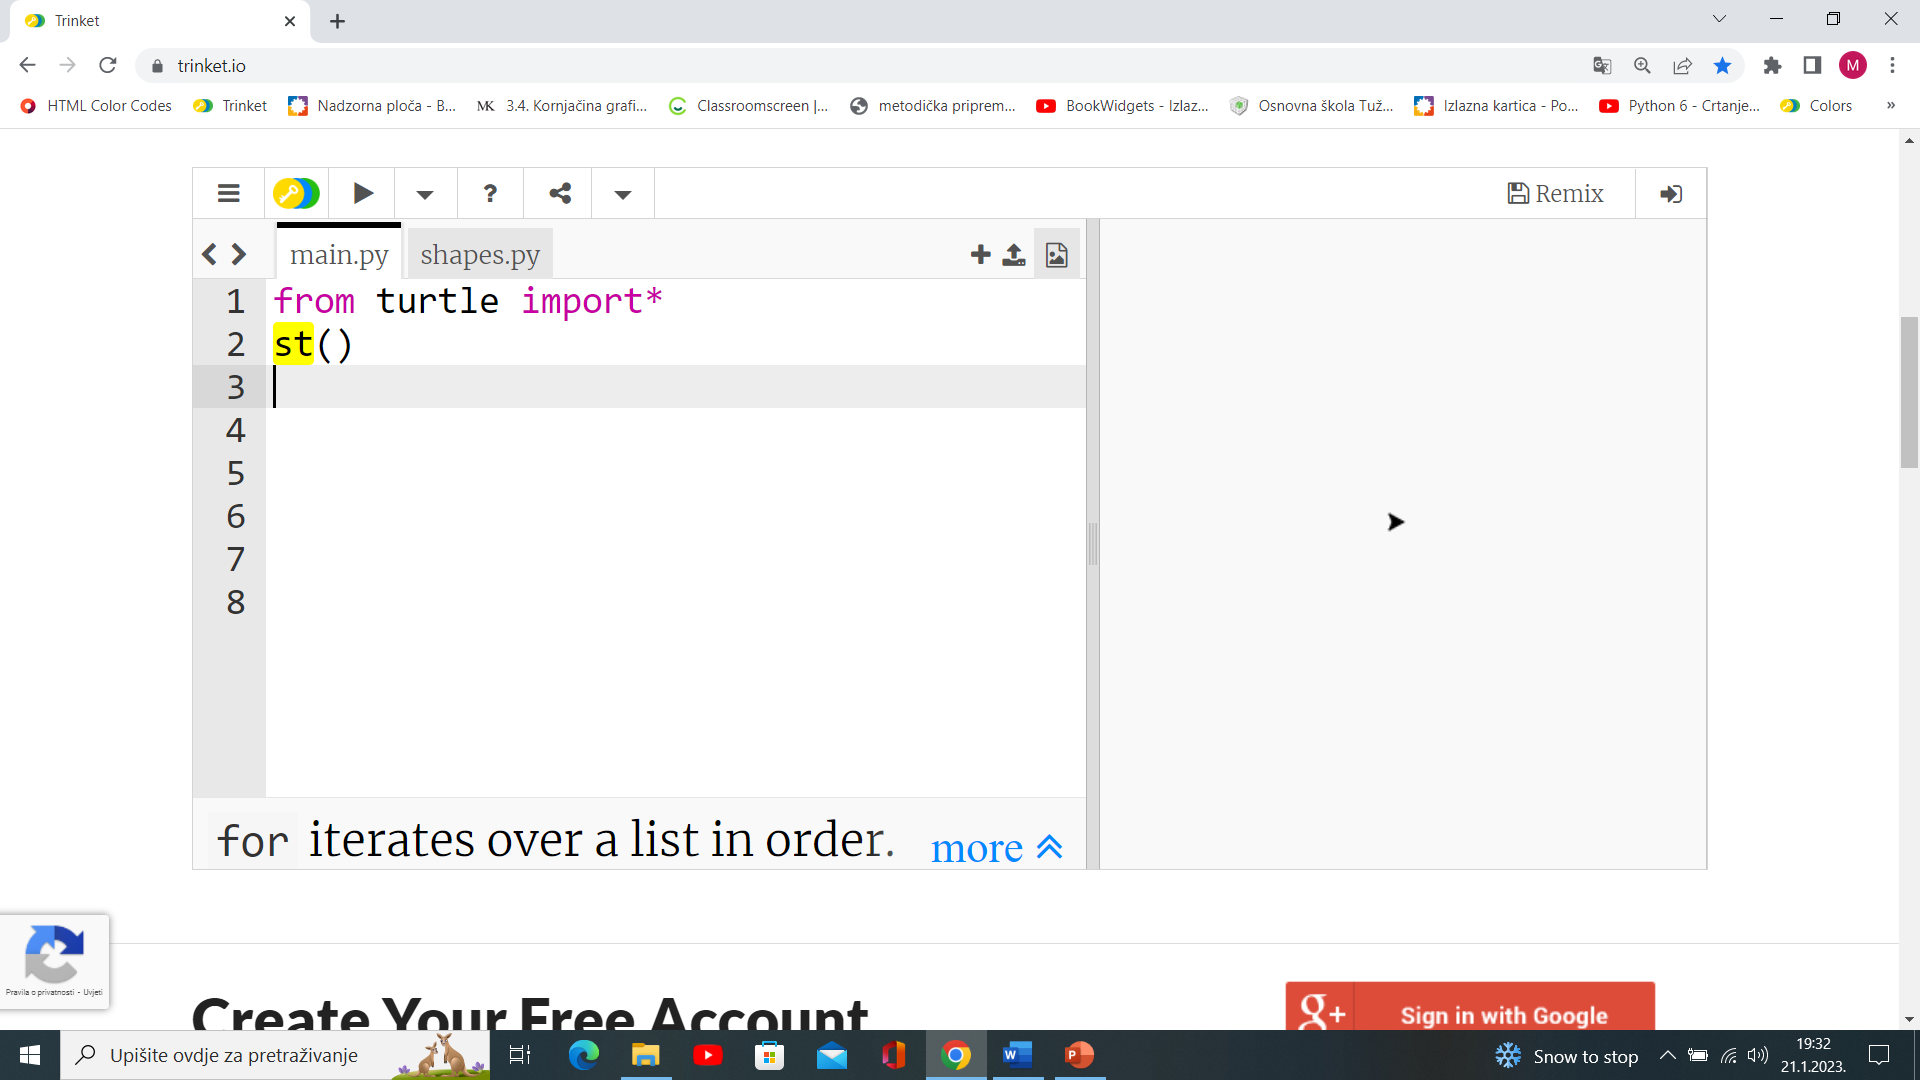 Trinket
trinket.io
M
HTML Color Codes
Trinket
Nadzorna ploča - B...
MK 3.4. Kornjačina grafi...
Classroomscreen |...
metodička priprem...
BookWidgets - Izlaz...
Osnovna škola Tuž...
Izlazna kartica - Po...
Python 6 - Crtanje...
Colors
»
?
Remix
main.py
shapes.py
1 from turtle import*
2 st()
3
4
5
6
7
8
for iterates over a list in order.
more
Pravila o privatnosti - Uvjeti
Create Your Free Account
g+ Sign in with Google
Upišite ovdje za pretraživanje
W
P
Snow to stop
19:32
21.1.2023.